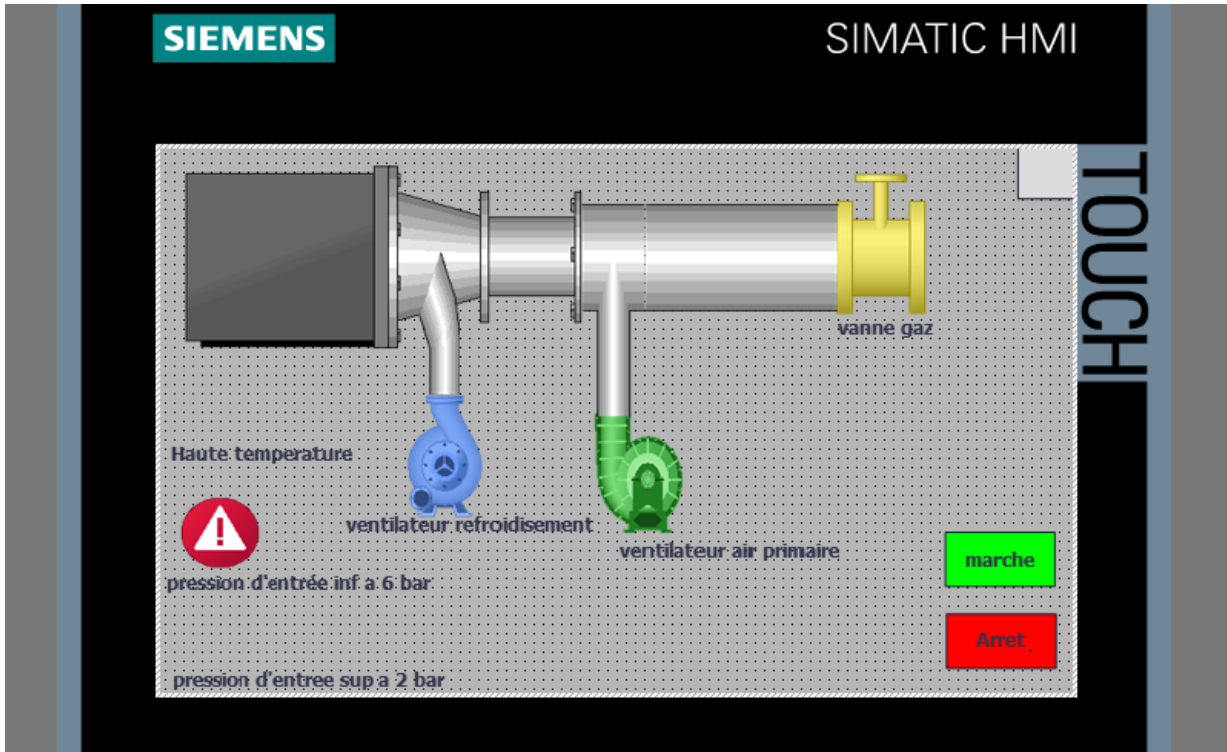 SIEMENS
SIMATIC HMI
TOUCH
vanne gaz
Haute temperature
ventilateur refroidisement
ventilateur air primaire
marche
pression d'entrée inf a 6 bar
Arret
pression d'entree sup a 2 bar